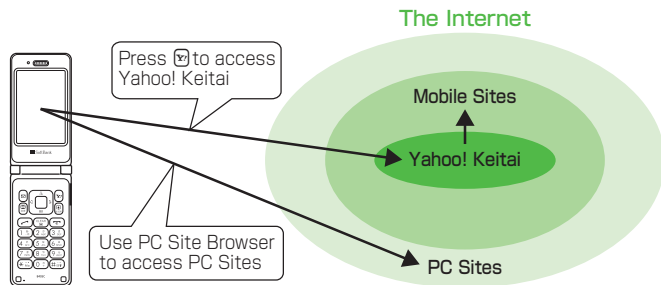 The Internet
Press Y! to access
Yahoo! Keitai
Mobile Sites
Yahoo! Keitai
Use PC Site Browser
to access PC Sites
PC Sites
SoftBank